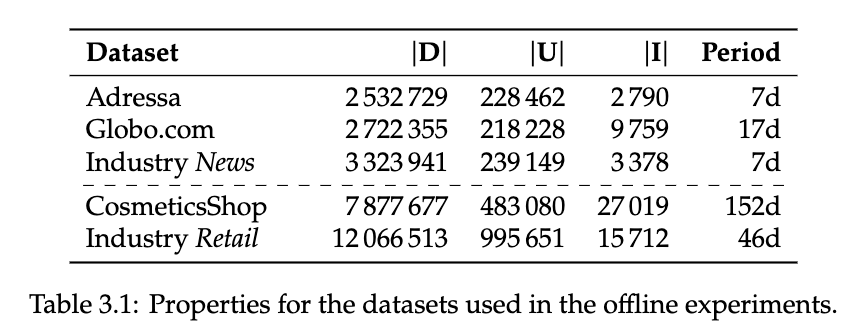 Dataset |D| |U| |I| Period
Adressa 2 532 729 228 462 2 790 7d
Globo.com 2 722 355 218 228 9 759 17d
Industry News 3 323 941 239 149 3 378 7d
CosmeticsShop 7 877 677 483 080 27 019 152d
Industry Retail 12 066 513 995 651 15 712 46d
Table 3.1: Properties for the datasets used in the offline experiments.